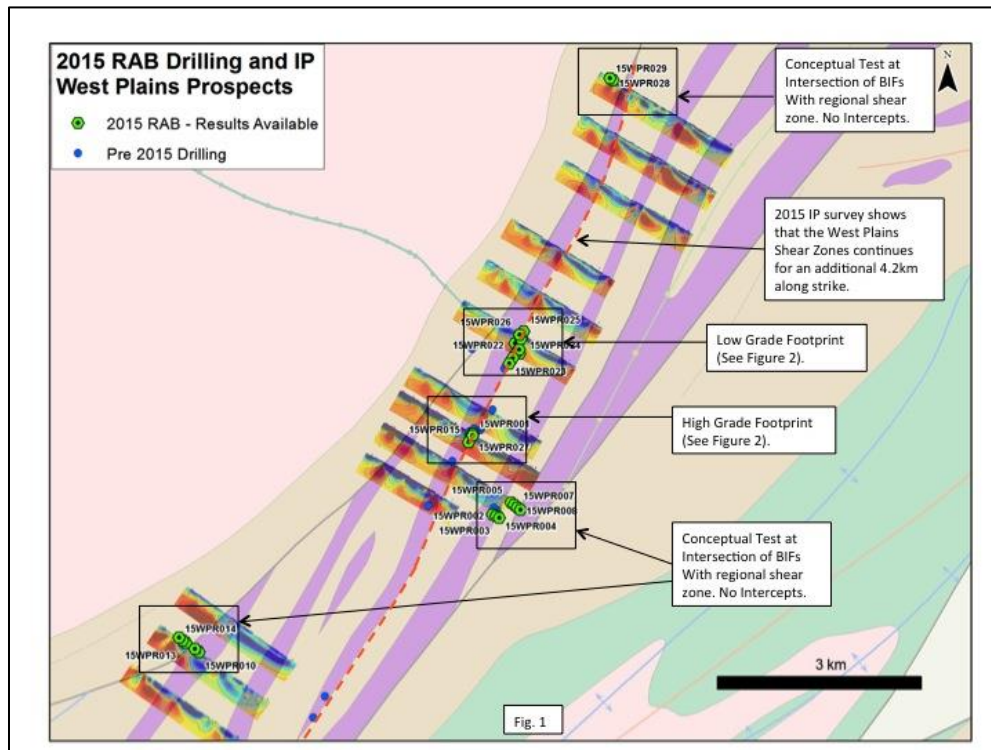 2015 RAB Drilling and IP
West Plains Prospects
2015 RAB - Results Available
Pre 2015 Drilling
15WPR029
15WPR028
Conceptual Test at
Intersection of BIFs
With regional shear
zone. No Intercepts.
N
2015 IP survey shows
that the West Plains
Shear Zones continues
for an additional 4.2km
along strike.
15WPR026
15WPR025
15WPR022
15WPR024
15WPR023
Low Grade Footprint
(See Figure 2).
15WPR015
15WPR001
15WPR027
High Grade Footprint
(See Figure 2).
15WPR005
15WPR007
15WPR002
15WPR008
15WPR003
15WPR004
Conceptual Test at
Intersection of BIFs
With regional shear
zone. No Intercepts.
15WPR014
15WPR013
15WPR010
3 km
Fig. 1